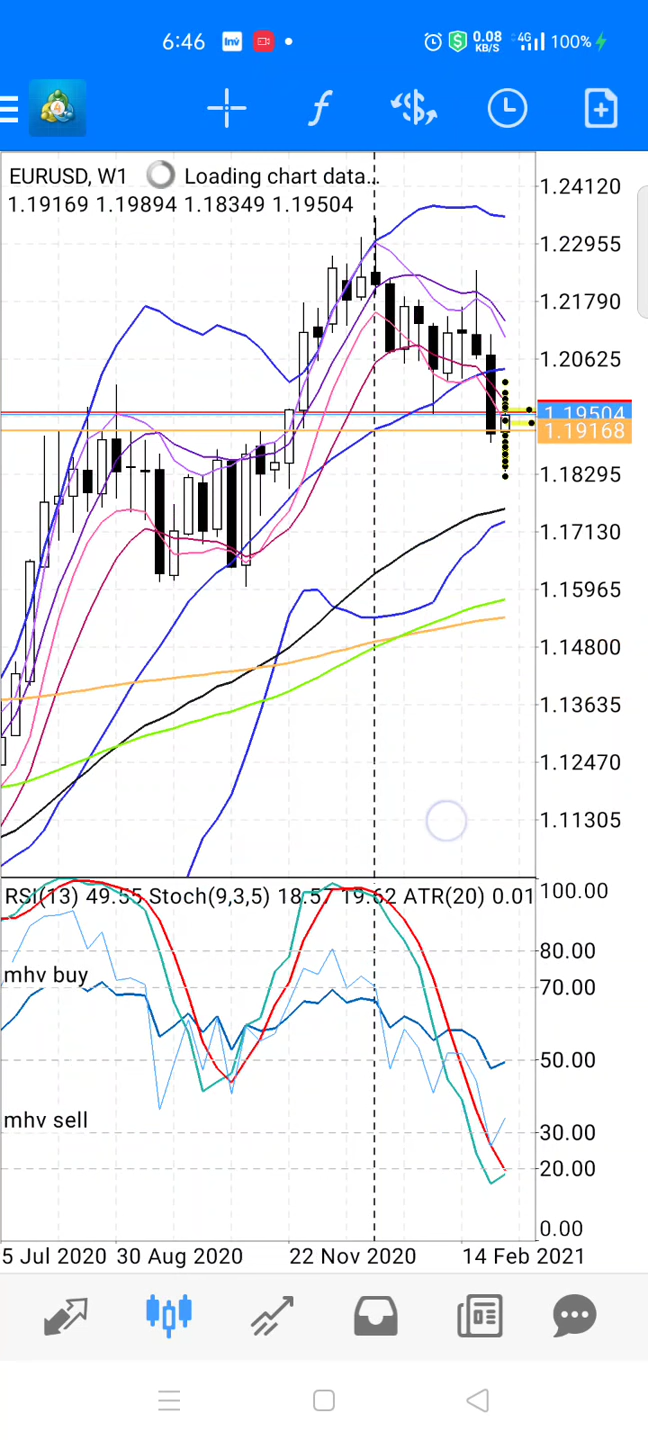 6:46 INV $ 0.08 KB/S 4G 100%
4 f $
EURUSD, W1 Loading chart data...
1.19169 1.19894 1.18349 1.19504
1.24120
1.22955
1.21790
1.20625
1.19504
1.19168
1.18295
1.17130
1.15965
1.14800
1.13635
1.12470
1.11305
RSI(13) 49.55 Stoch(9,3,5) 18.57 19.62 ATR(20) 0.01
100.00
80.00
mhv buy
70.00
50.00
mhv sell
30.00
20.00
0.00
5 Jul 2020 30 Aug 2020 22 Nov 2020 14 Feb 2021